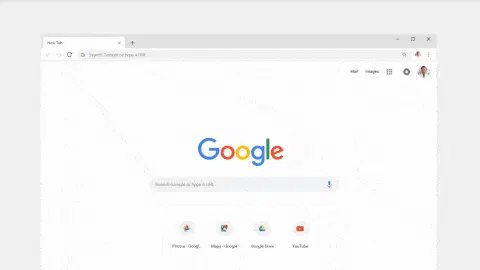 New Tab
Search Google or type a URL
Mail Images
Google
Search Google or type a URL
Photos - Googl...
Maps - Google
Google Drive
YouTube